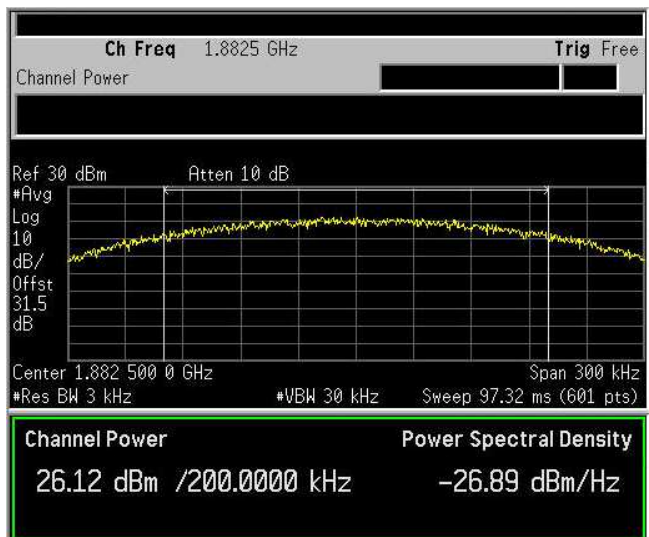 Ch Freq 1.8825 GHz Trig Free
Channel Power
Ref 30 dBm Atten 10 dB
#Avg
Log
10
dB/
Offst
31.5
dB
Center 1.882 500 0 GHz Span 300 kHz
#Res BW 3 kHz #VBW 30 kHz Sweep 97.32 ms (601 pts)
Channel Power Power Spectral Density
26.12 dBm /200.0000 kHz -26.89 dBm/Hz